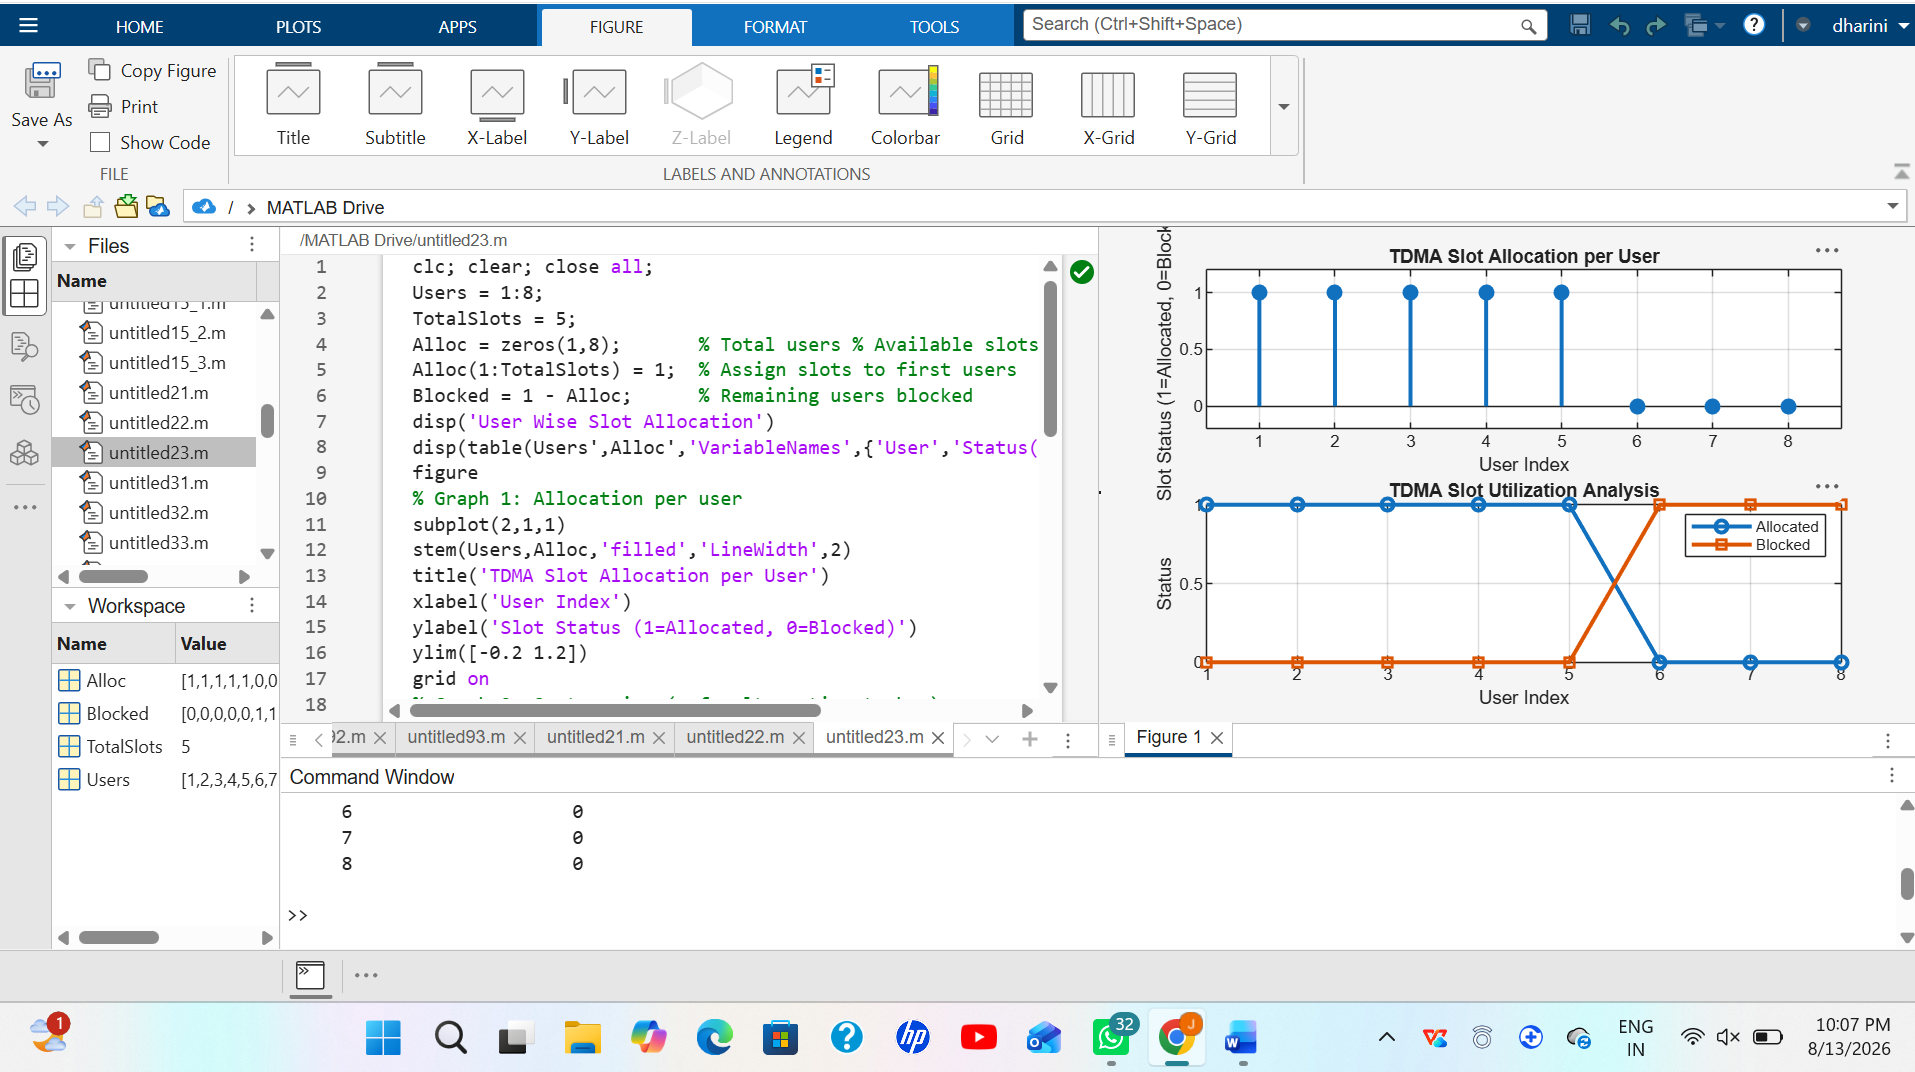 HOME
PLOTS
APPS
FIGURE
FORMAT
TOOLS
Search (Ctrl+Shift+Space)
dharini
Save As
Copy Figure
Print
Show Code
FILE
Title
Subtitle
X-Label
Y-Label
Z-Label
Legend
Colorbar
Grid
X-Grid
Y-Grid
LABELS AND ANNOTATIONS
/ › MATLAB Drive
Files
Name
untitled15_1.m
untitled15_2.m
untitled15_3.m
untitled21.m
untitled22.m
untitled23.m
untitled31.m
untitled32.m
untitled33.m
Workspace
Name Value
Alloc [1,1,1,1,1,0,0
Blocked [0,0,0,0,0,1,1
TotalSlots 5
Users [1,2,3,4,5,6,7
/MATLAB Drive/untitled23.m
1 clc; clear; close all;
2 Users = 1:8;
3 TotalSlots = 5;
4 Alloc = zeros(1,8); % Total users % Available slots
5 Alloc(1:TotalSlots) = 1; % Assign slots to first users
6 Blocked = 1 - Alloc; % Remaining users blocked
7 disp('User Wise Slot Allocation')
8 disp(table(Users',Alloc','VariableNames',{'User','Status(
9 figure
10 % Graph 1: Allocation per user
11 subplot(2,1,1)
12 stem(Users,Alloc,'filled','LineWidth',2)
13 title('TDMA Slot Allocation per User')
14 xlabel('User Index')
15 ylabel('Slot Status (1=Allocated, 0=Blocked)')
16 ylim([-0.2 1.2])
17 grid on
18
92.m
untitled93.m
untitled21.m
untitled22.m
untitled23.m
TDMA Slot Allocation per User
Slot Status (1=Allocated, 0=Block
1
0.5
0
1 2 3 4 5 6 7 8
User Index
TDMA Slot Utilization Analysis
Status
1
0.5
0
Allocated
Blocked
1 2 3 4 5 6 7 8
User Index
Figure 1
Command Window
6 0
7 0
8 0
>>
1
32
J
ENG
IN
10:07 PM
8/13/2026